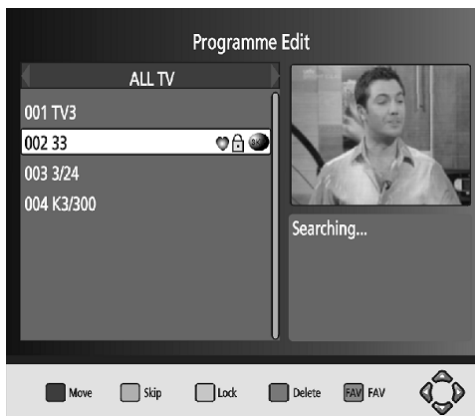 Programme Edit
ALL TV
001 TV3
002 33
003 3/24
004 K3/300
Searching...
Move Skip Lock Delete FAV FAV